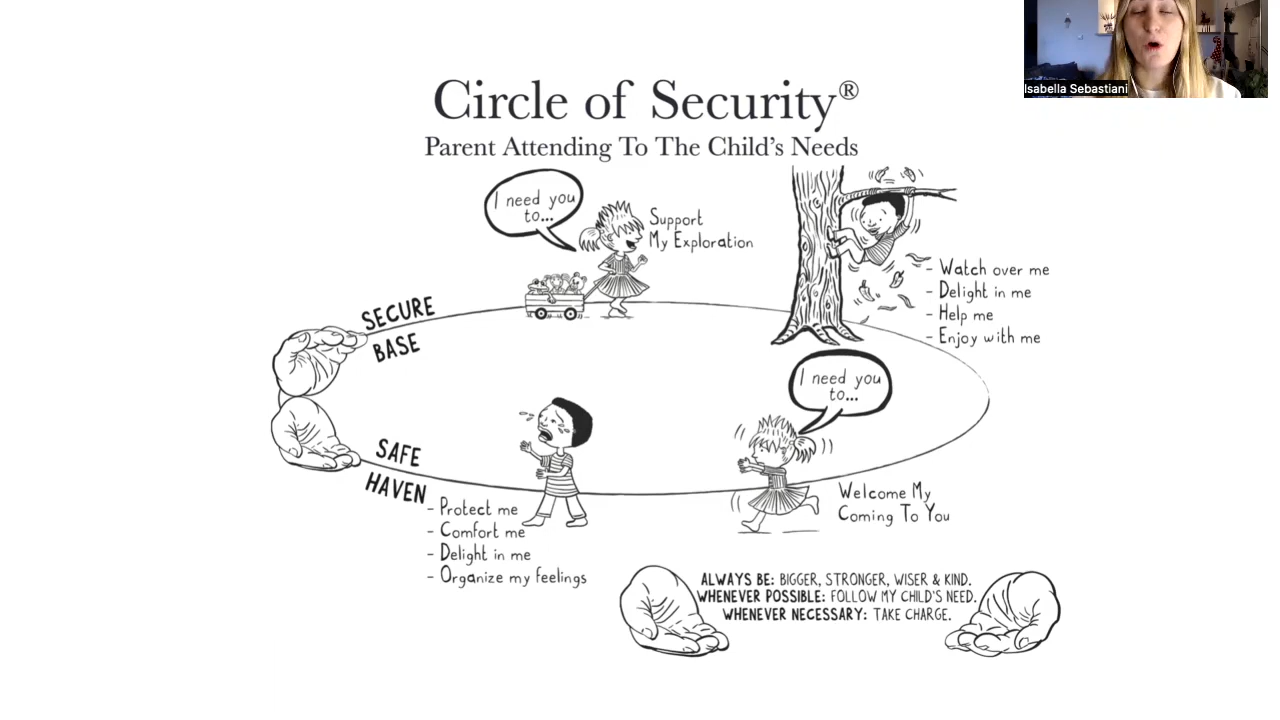 Isabella Sebastiani
Circle of Security®
Parent Attending To The Child's Needs
I need you
to...
Support
My Exploration
- Watch over me
- Delight in me
- Help me
- Enjoy with me
SECURE
BASE
I need you
to...
SAFE
HAVEN
Welcome My
Coming To You
- Protect me
- Comfort me
- Delight in me
- Organize my feelings
ALWAYS BE: BIGGER, STRONGER, WISER & KIND.
WHENEVER POSSIBLE: FOLLOW MY CHILD'S NEED.
WHENEVER NECESSARY: TAKE CHARGE.